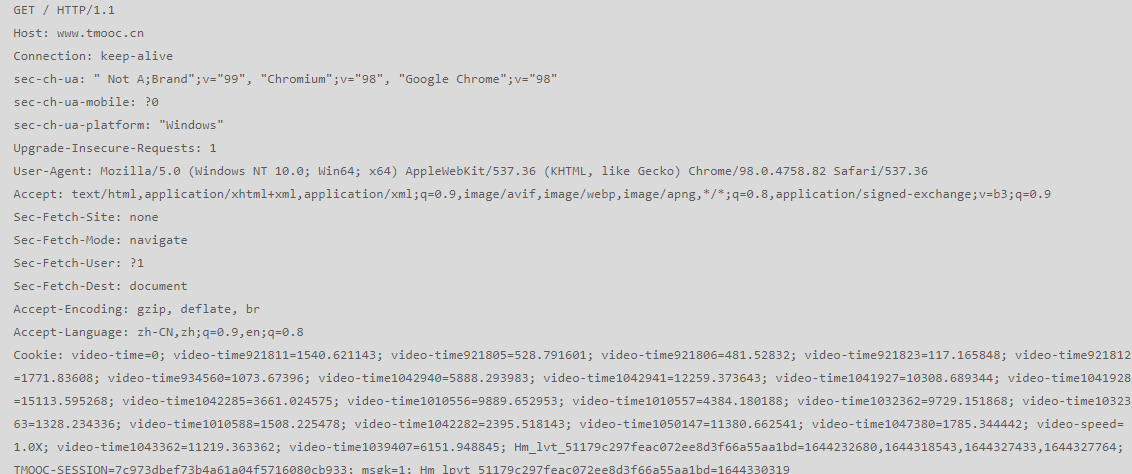 GET / HTTP/1.1
Host: www.tmooc.cn
Connection: keep-alive
sec-ch-ua: " Not A;Brand";v="99", "Chromium";v="98", "Google Chrome";v="98"
sec-ch-ua-mobile: ?0
sec-ch-ua-platform: "Windows"
Upgrade-Insecure-Requests: 1
User-Agent: Mozilla/5.0 (Windows NT 10.0; Win64; x64) AppleWebKit/537.36 (KHTML, like Gecko) Chrome/98.0.4758.82 Safari/537.36
Accept: text/html,application/xhtml+xml,application/xml;q=0.9,image/avif,image/webp,image/apng,*/*;q=0.8,application/signed-exchange;v=b3;q=0.9
Sec-Fetch-Site: none
Sec-Fetch-Mode: navigate
Sec-Fetch-User: ?1
Sec-Fetch-Dest: document
Accept-Encoding: gzip, deflate, br
Accept-Language: zh-CN,zh;q=0.9,en;q=0.8
Cookie: video-time=0; video-time921811=1540.621143; video-time921805=528.791601; video-time921806=481.52832; video-time921823=117.165848; video-time921812
=1771.83608; video-time934560=1073.67396; video-time1042940=5888.293983; video-time1042941=12259.373643; video-time1041927=10308.689344; video-time1041928
=15113.595268; video-time1042285=3661.024575; video-time1010556=9889.652953; video-time1010557=4384.180188; video-time1032362=9729.151868; video-time10323
63=1328.234336; video-time1010588=1508.225478; video-time1042282=2395.518143; video-time1050147=11380.662541; video-time1047380=1785.344442; video-speed=
1.0X; video-time1043362=11219.363362; video-time1039407=6151.948845; Hm_lvt_51179c297feac072ee8d3f66a55aa1bd=1644232680,1644318543,1644327433,1644327764;
TMOOC-SESSION=7c973dbef73b4a61a04f5716080cb933; msgk=1; Hm_lpvt_51179c297feac072ee8d3f66a55aa1bd=1644330319